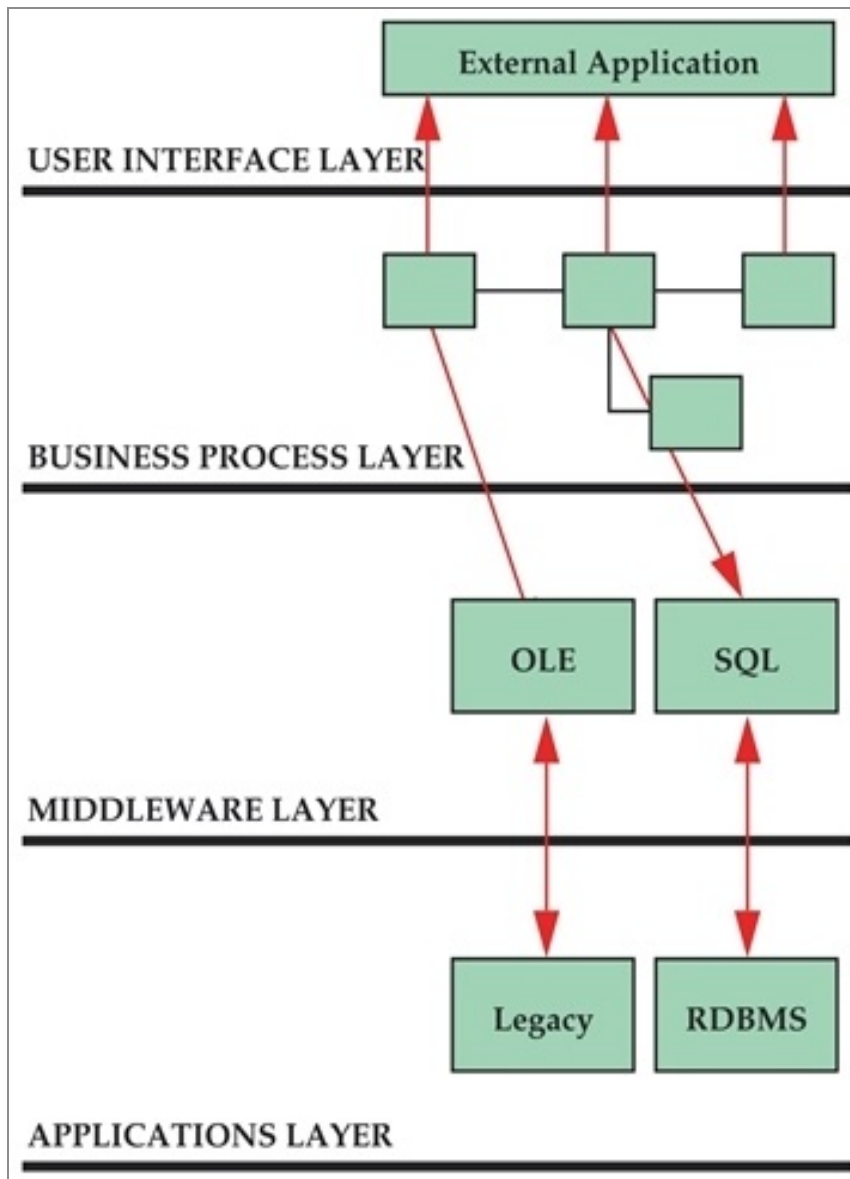 External Application
USER INTERFACE LAYER
BUSINESS PROCESS LAYER
OLE
SQL
MIDDLEWARE LAYER
Legacy
RDBMS
APPLICATIONS LAYER